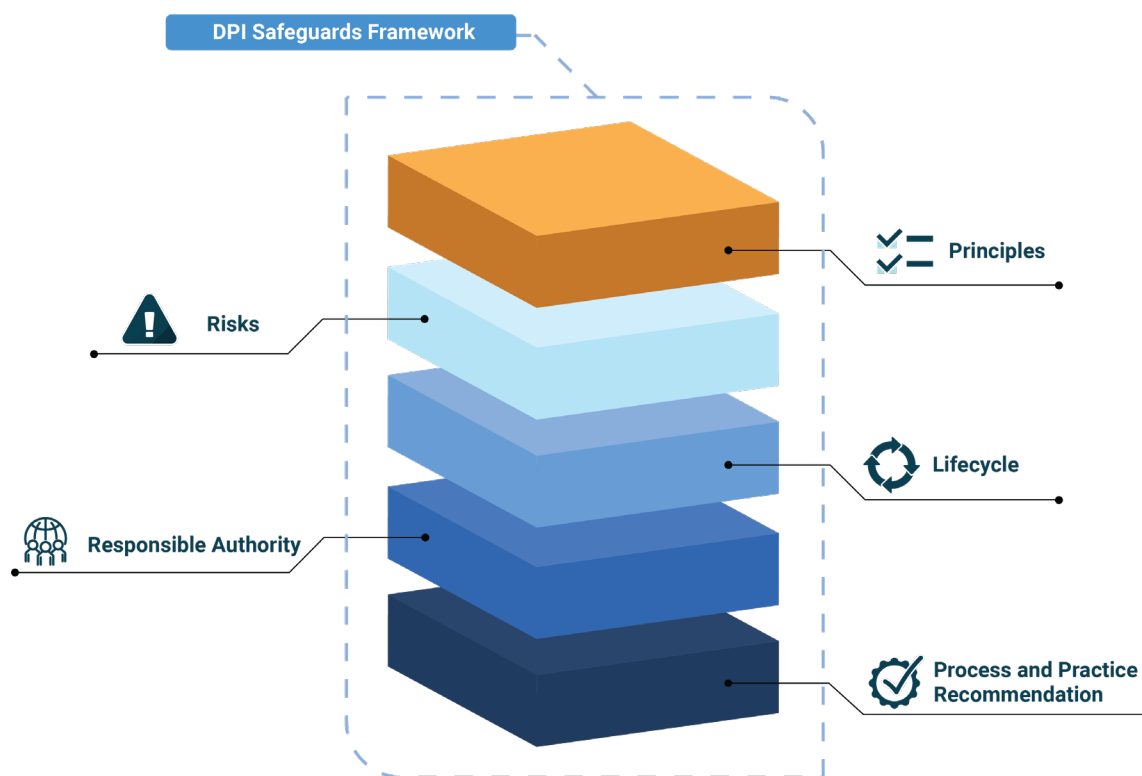 DPI Safeguards Framework
Principles
Risks
Lifecycle
Responsible Authority
Process and Practice
Recommendation